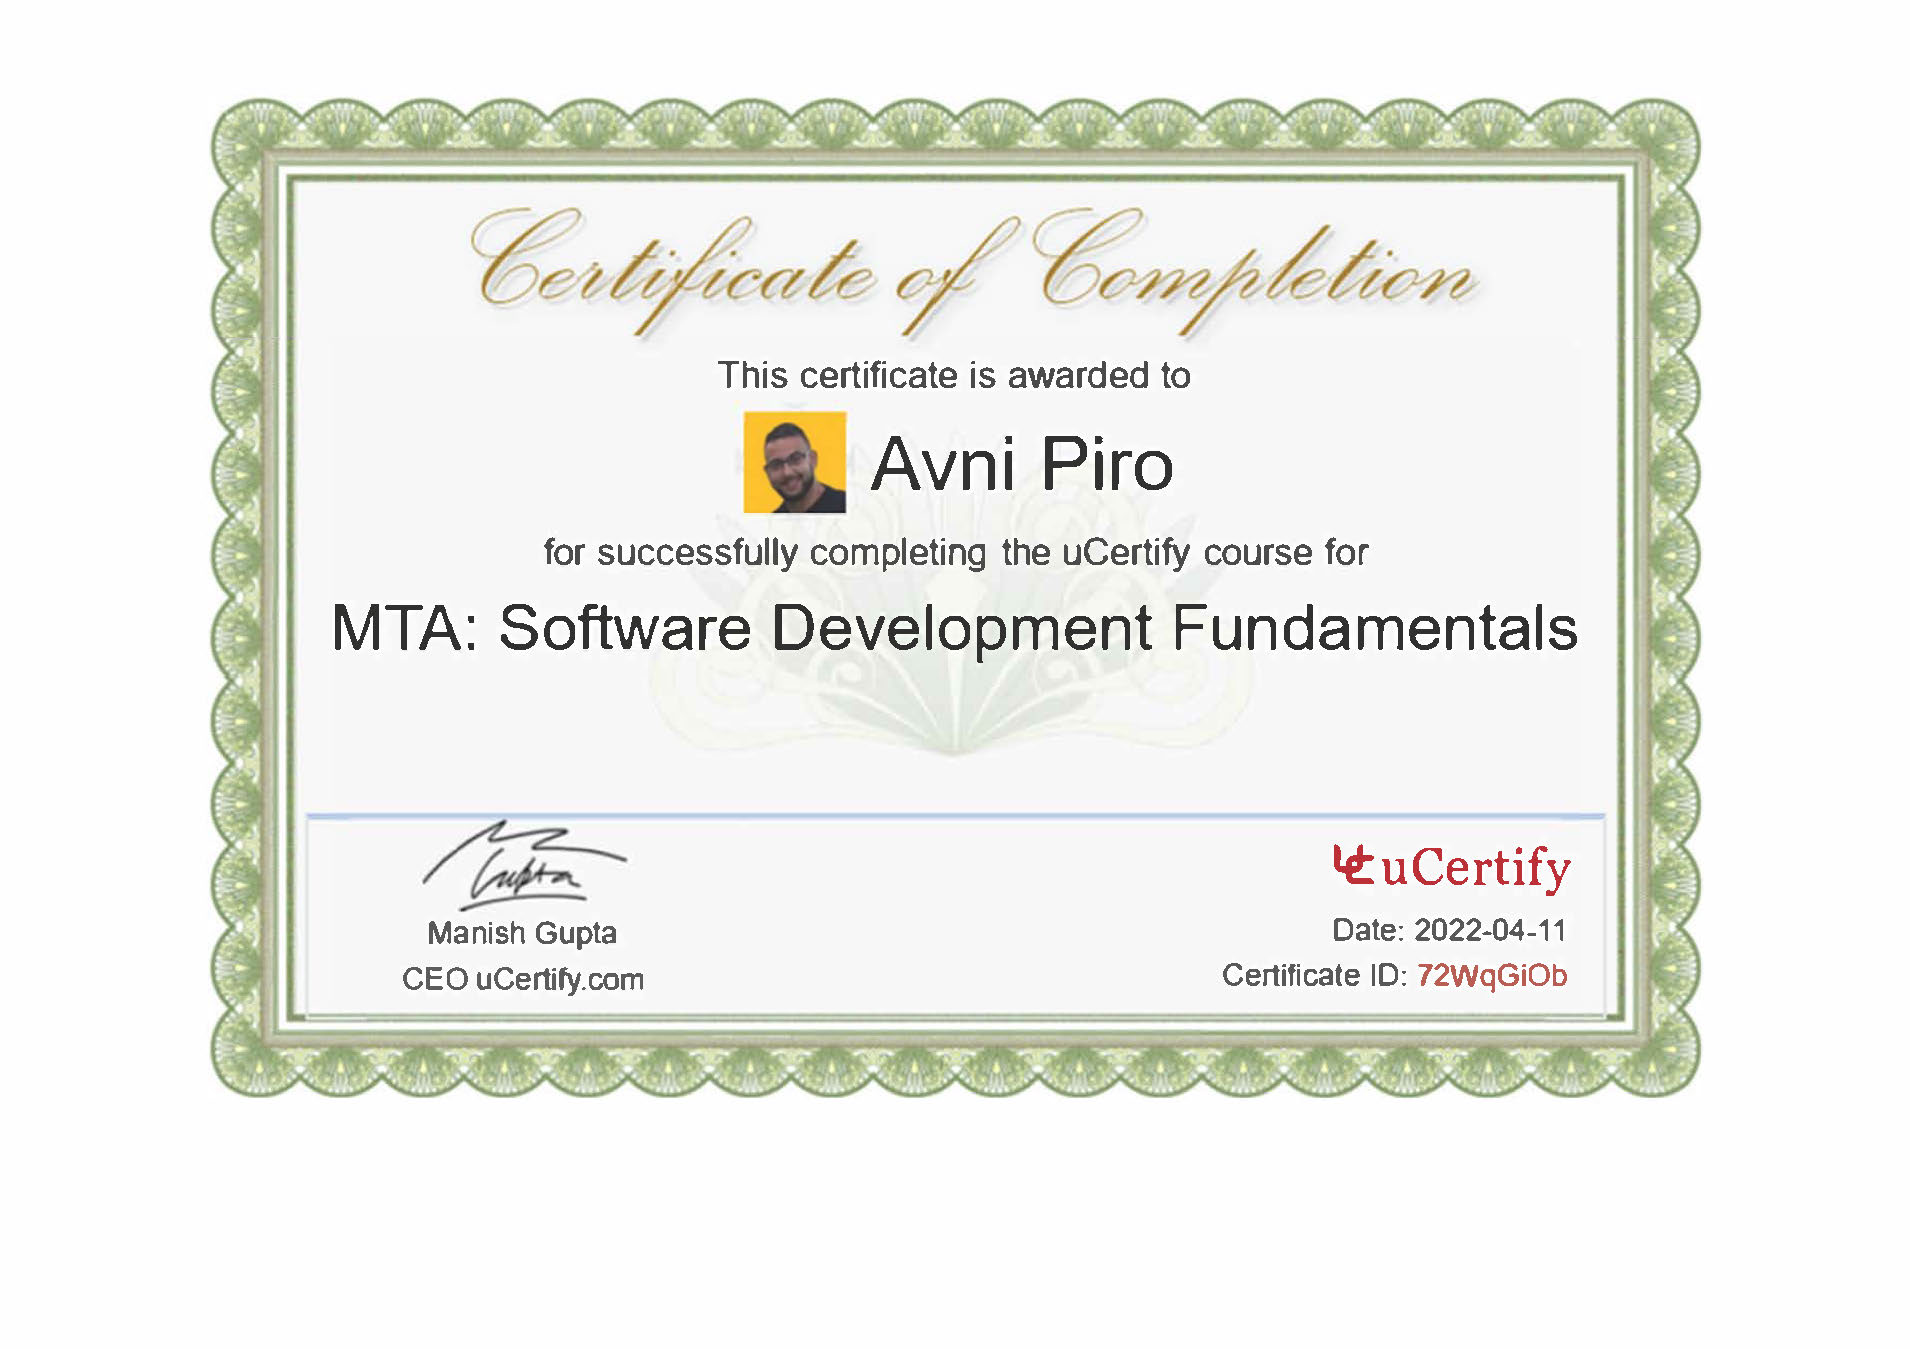 Certificate of Completion
This certificate is awarded to
Avni Piro
for successfully completing the uCertify course for
MTA: Software Development Fundamentals
Gupta
Manish Gupta
CEO uCertify.com
uCertify
Date: 2022-04-11
Certificate ID: 72WqGiOb